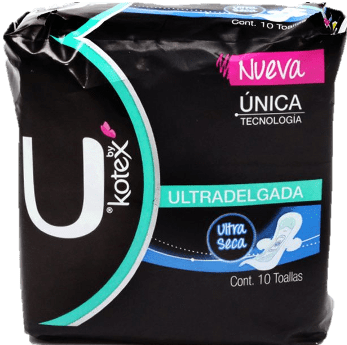 Cont. 10 Toallas
Nueva
ÚNICA
TECNOLOGÍA
U
by
kotex®
ULTRADELGADA
Ultra
Seca
Cont. 10 Toallas